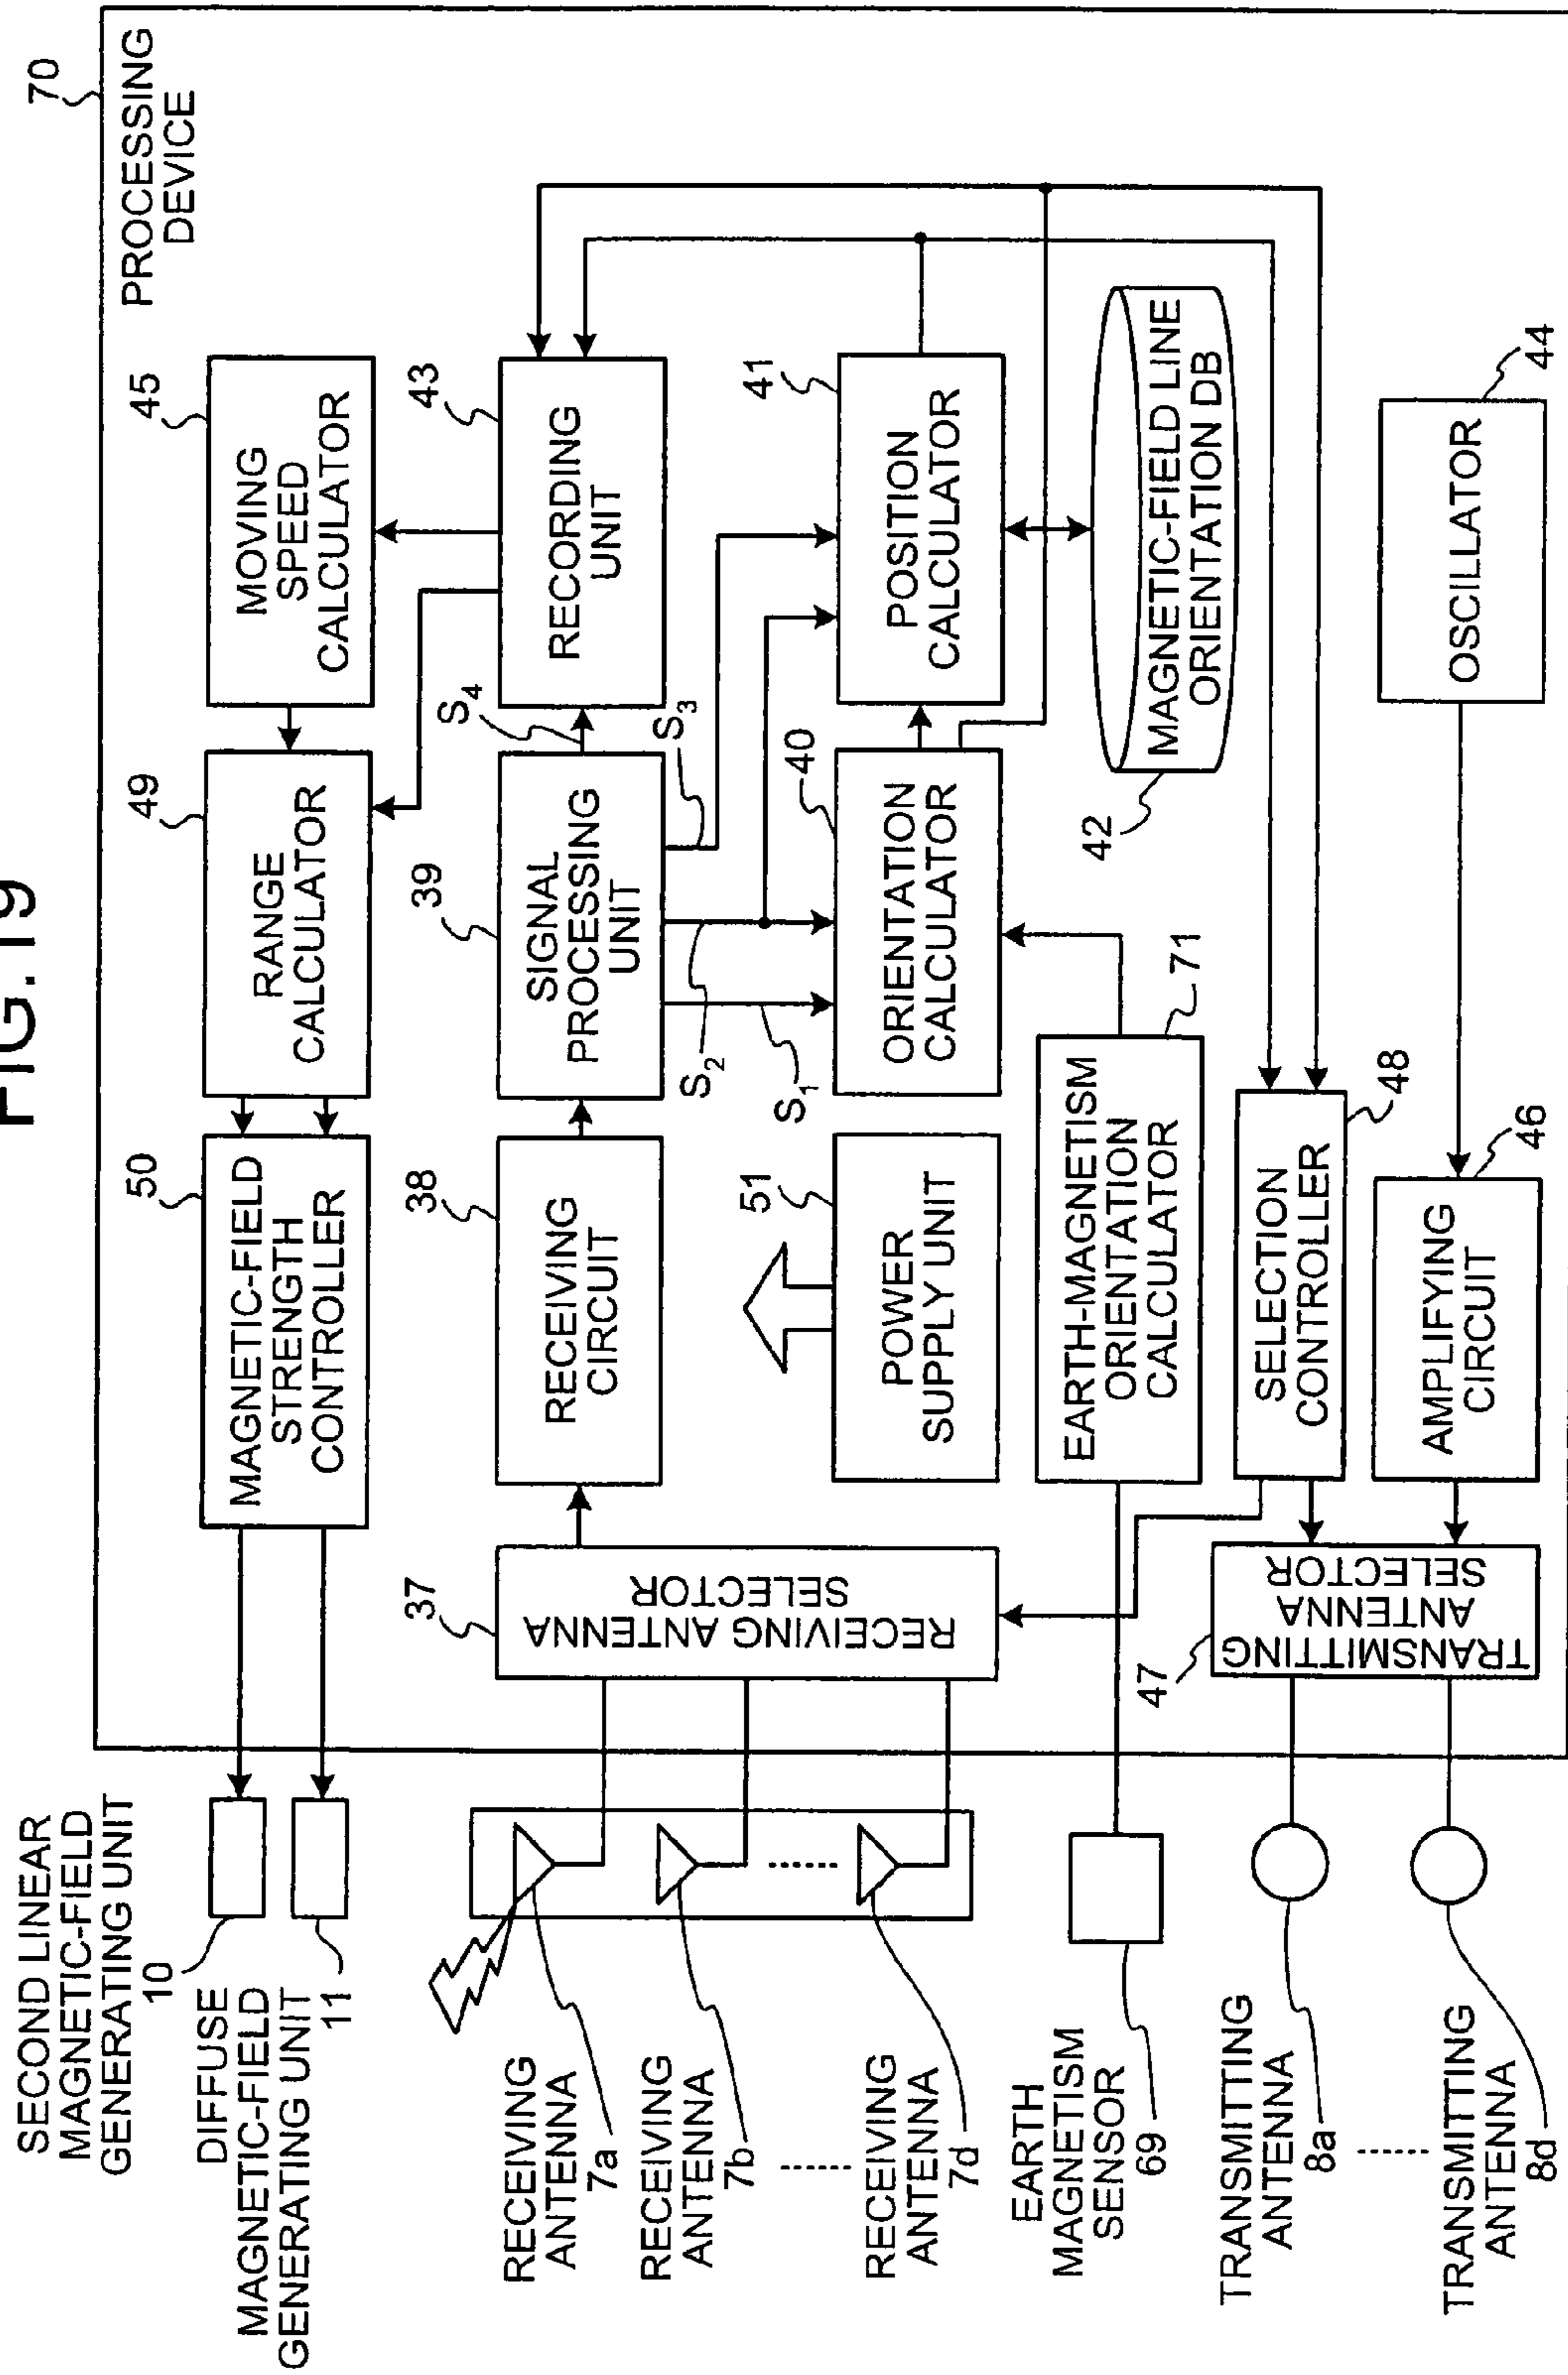 FIG.19
70
PROCESSING
DEVICE
SECOND LINEAR
MAGNETIC-FIELD
GENERATING UNIT
10
DIFFUSE
MAGNETIC-FIELD
GENERATING UNIT
11
50
MAGNETIC-FIELD
STRENGTH
CONTROLLER
49
RANGE
CALCULATOR
45
MOVING
SPEED
CALCULATOR
RECEIVING
ANTENNA
7a
RECEIVING
ANTENNA
7b
RECEIVING
ANTENNA
7d
37
RECEIVING ANTENNA
SELECTOR
38
RECEIVING
CIRCUIT
39
SIGNAL
PROCESSING
UNIT
S4
43
RECORDING
UNIT
S3
S2
S1
51
POWER
SUPPLY UNIT
40
ORIENTATION
CALCULATOR
41
POSITION
CALCULATOR
EARTH
MAGNETISM
SENSOR
69
EARTH-MAGNETISM
ORIENTATION
CALCULATOR
71
42
MAGNETIC-FIELD LINE
ORIENTATION DB
TRANSMITTING
ANTENNA
8a
TRANSMITTING
ANTENNA
8d
47
TRANSMITTING
ANTENNA
SELECTOR
SELECTION
CONTROLLER
48
AMPLIFYING
CIRCUIT
46
OSCILLATOR
44